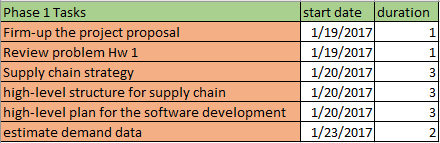 Phase 1 Tasks start date duration
Firm-up the project proposal 1/19/2017 1
Review problem Hw 1 1/19/2017 1
Supply chain strategy 1/20/2017 3
high-level structure for supply chain 1/20/2017 3
high-level plan for the software development 1/20/2017 3
estimate demand data 1/23/2017 2